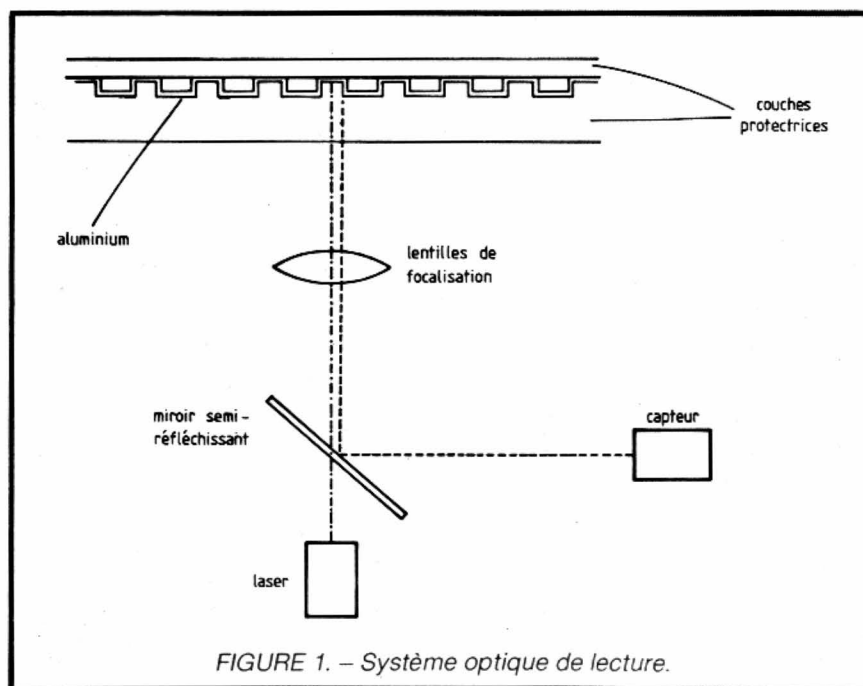 couches
protectrices
aluminium
lentilles de
focalisation
miroir semi-
réfléchissant
capteur
laser
FIGURE 1. – Système optique de lecture.